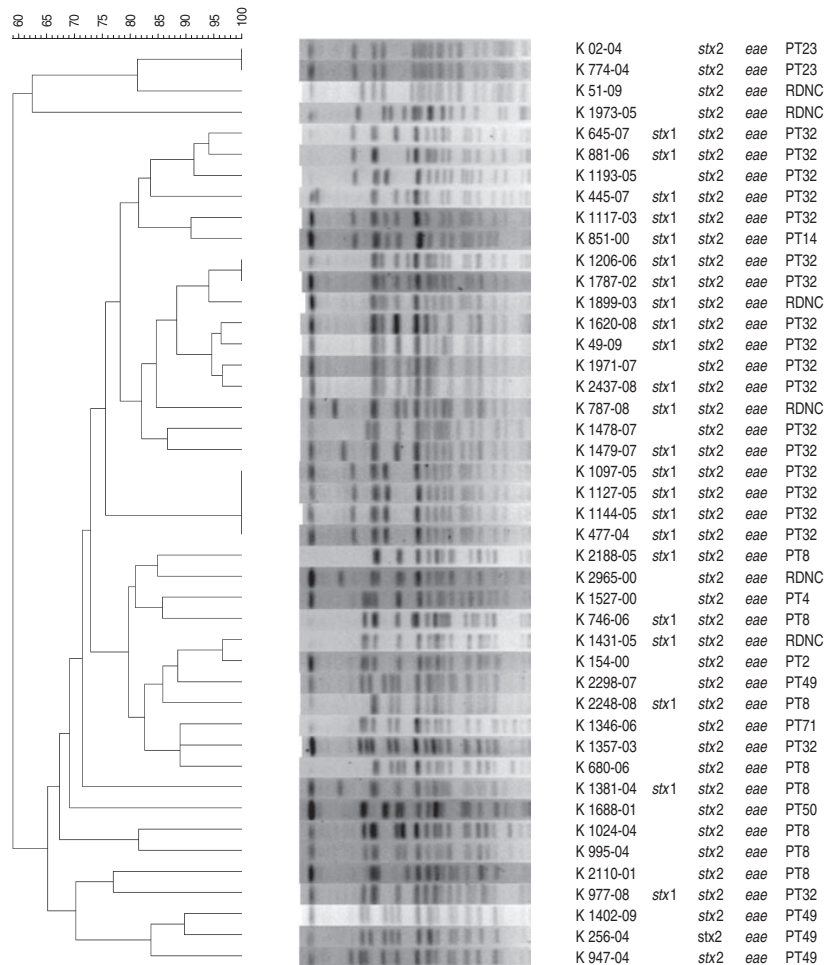 60 65 70 75 80 85 90 95 100
K 02-04 stx2 eae PT23
K 774-04 stx2 eae PT23
K 51-09 stx2 eae RDNC
K 1973-05 stx2 eae RDNC
K 645-07 stx1 stx2 eae PT32
K 881-06 stx1 stx2 eae PT32
K 1193-05 stx2 eae PT32
K 445-07 stx1 stx2 eae PT32
K 1117-03 stx1 stx2 eae PT32
K 851-00 stx1 stx2 eae PT14
K 1206-06 stx1 stx2 eae PT32
K 1787-02 stx1 stx2 eae PT32
K 1899-03 stx1 stx2 eae RDNC
K 1620-08 stx1 stx2 eae PT32
K 49-09 stx1 stx2 eae PT32
K 1971-07 stx2 eae PT32
K 2437-08 stx1 stx2 eae PT32
K 787-08 stx1 stx2 eae RDNC
K 1478-07 stx2 eae PT32
K 1479-07 stx1 stx2 eae PT32
K 1097-05 stx1 stx2 eae PT32
K 1127-05 stx1 stx2 eae PT32
K 1144-05 stx1 stx2 eae PT32
K 477-04 stx1 stx2 eae PT32
K 2188-05 stx1 stx2 eae PT8
K 2965-00 stx2 eae RDNC
K 1527-00 stx2 eae PT4
K 746-06 stx1 stx2 eae PT8
K 1431-05 stx1 stx2 eae RDNC
K 154-00 stx2 eae PT2
K 2298-07 stx2 eae PT49
K 2248-08 stx1 stx2 eae PT8
K 1346-06 stx2 eae PT71
K 1357-03 stx2 eae PT32
K 680-06 stx2 eae PT8
K 1381-04 stx1 stx2 eae PT8
K 1688-01 stx2 eae PT50
K 1024-04 stx2 eae PT8
K 995-04 stx2 eae PT8
K 2110-01 stx2 eae PT8
K 977-08 stx1 stx2 eae PT32
K 1402-09 stx2 eae PT49
K 256-04 stx2 eae PT49
K 947-04 stx2 eae PT49